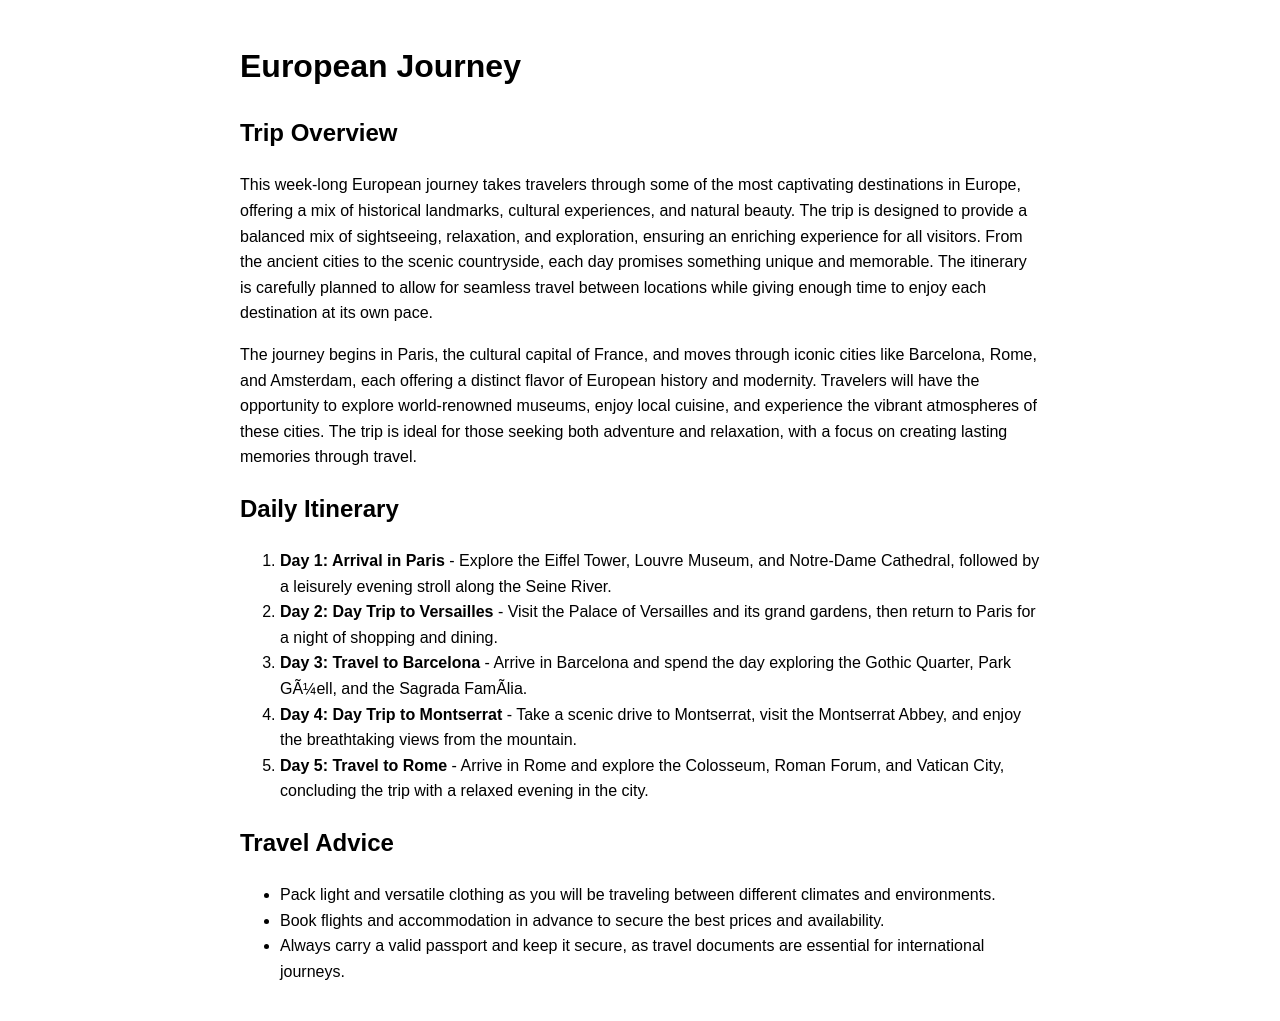 European Journey
Trip Overview
This week-long European journey takes travelers through some of the most captivating destinations in Europe,
offering a mix of historical landmarks, cultural experiences, and natural beauty. The trip is designed to provide a
balanced mix of sightseeing, relaxation, and exploration, ensuring an enriching experience for all visitors. From
the ancient cities to the scenic countryside, each day promises something unique and memorable. The itinerary
is carefully planned to allow for seamless travel between locations while giving enough time to enjoy each
destination at its own pace.
The journey begins in Paris, the cultural capital of France, and moves through iconic cities like Barcelona, Rome,
and Amsterdam, each offering a distinct flavor of European history and modernity. Travelers will have the
opportunity to explore world-renowned museums, enjoy local cuisine, and experience the vibrant atmospheres of
these cities. The trip is ideal for those seeking both adventure and relaxation, with a focus on creating lasting
memories through travel.
Daily Itinerary
1. Day 1: Arrival in Paris - Explore the Eiffel Tower, Louvre Museum, and Notre-Dame Cathedral, followed by
a leisurely evening stroll along the Seine River.
2. Day 2: Day Trip to Versailles - Visit the Palace of Versailles and its grand gardens, then return to Paris for
a night of shopping and dining.
3. Day 3: Travel to Barcelona - Arrive in Barcelona and spend the day exploring the Gothic Quarter, Park
GÃ¼ell, and the Sagrada FamÃlia.
4. Day 4: Day Trip to Montserrat - Take a scenic drive to Montserrat, visit the Montserrat Abbey, and enjoy
the breathtaking views from the mountain.
5. Day 5: Travel to Rome - Arrive in Rome and explore the Colosseum, Roman Forum, and Vatican City,
concluding the trip with a relaxed evening in the city.
Travel Advice
• Pack light and versatile clothing as you will be traveling between different climates and environments.
• Book flights and accommodation in advance to secure the best prices and availability.
• Always carry a valid passport and keep it secure, as travel documents are essential for international
journeys.